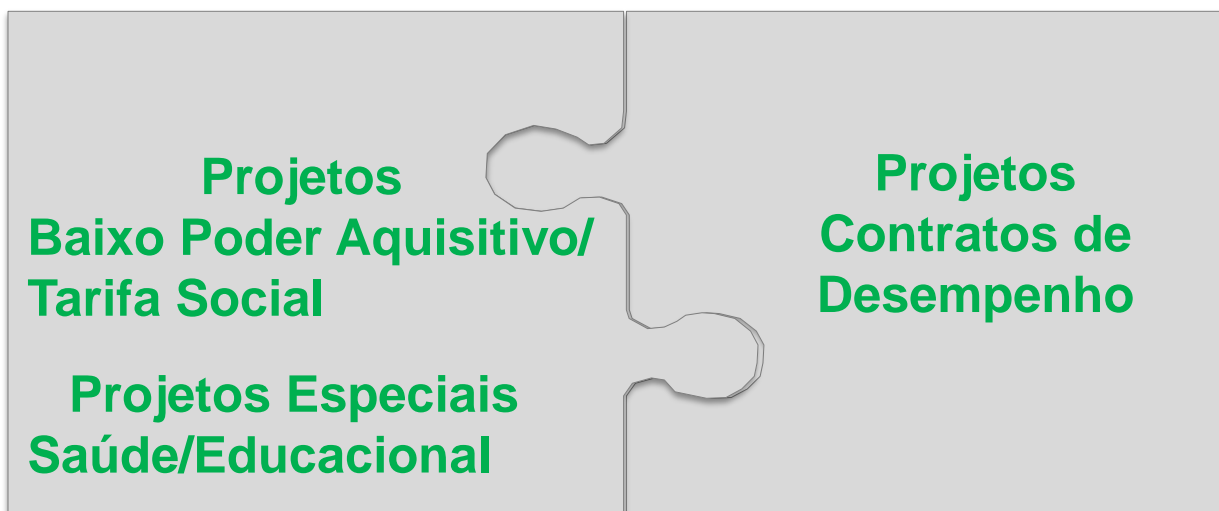 Projetos
Baixo Poder Aquisitivo/
Tarifa Social
Projetos Especiais
Saúde/Educacional
Projetos
Contratos de
Desempenho